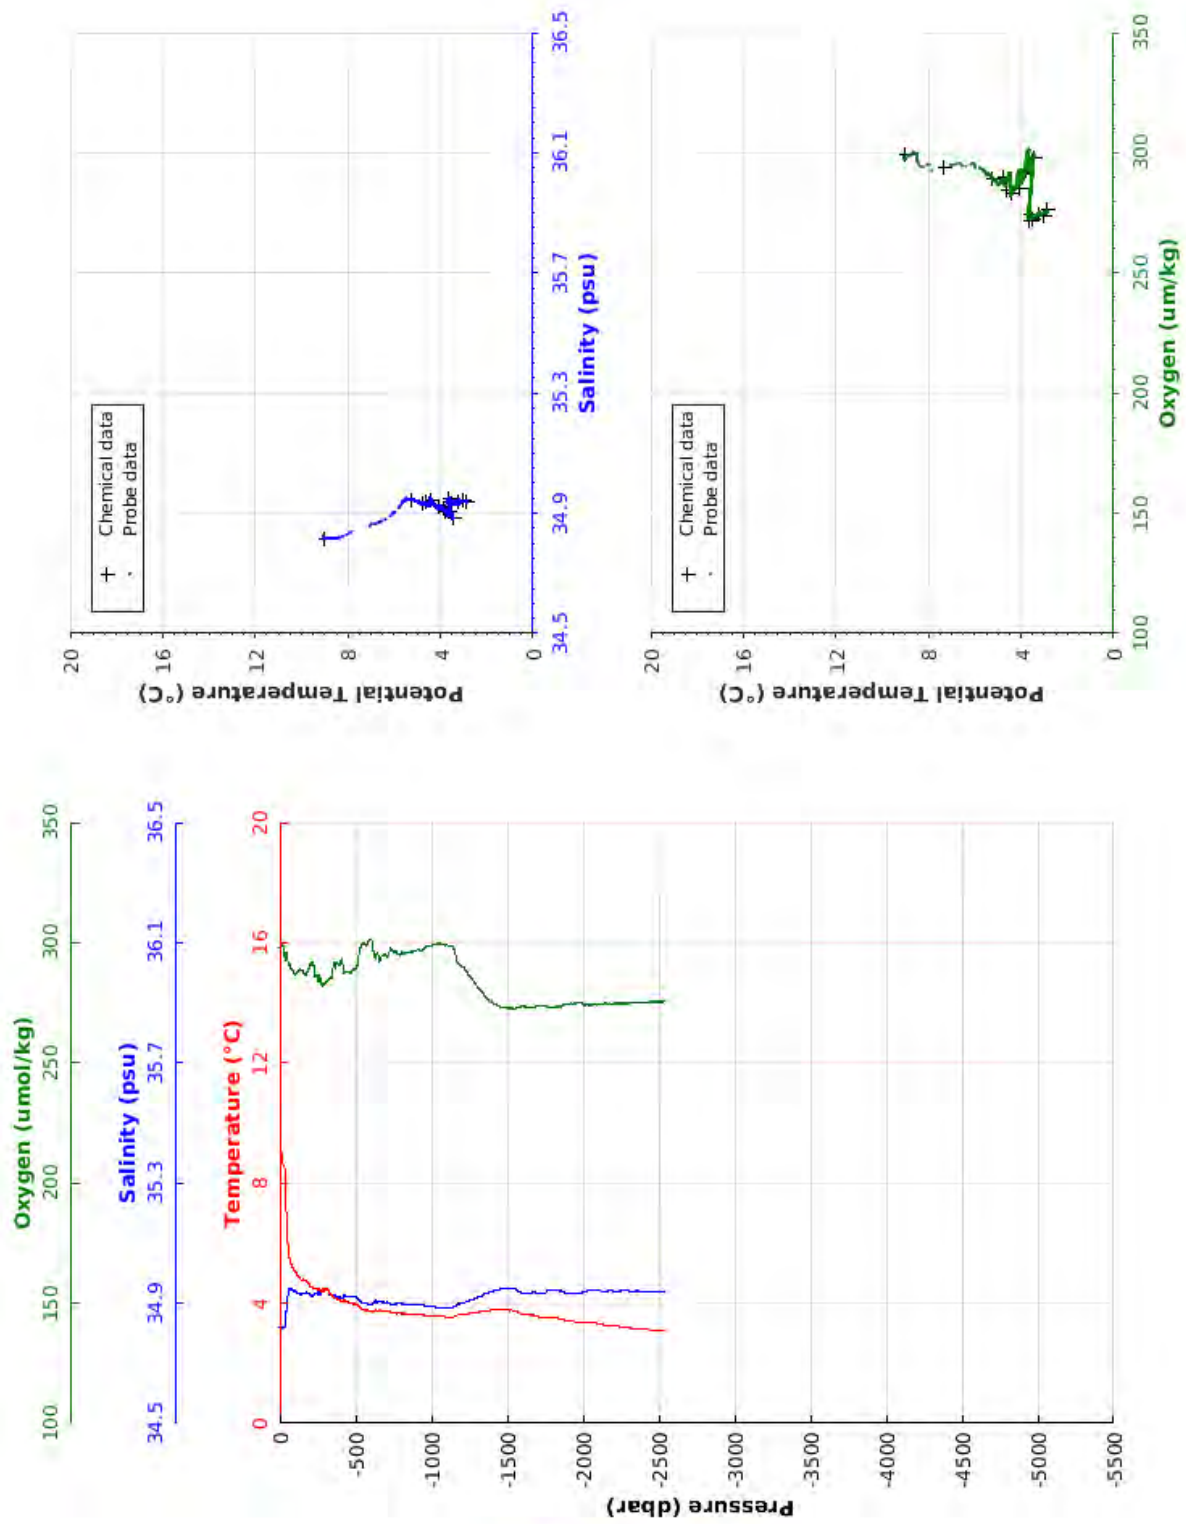 Oxygen (umol/kg)
100 150 200 250 300 350
Salinity (psu)
34.5 34.9 35.3 35.7 36.1 36.5
Temperature (°C)
0 4 8 12 16 20
Pressure (dbar)
0
-500
-1000
-1500
-2000
-2500
-3000
-3500
-4000
-4500
-5000
-5500
Potential Temperature (°C)
20
16
12
8
4
0
+ Chemical data
. Probe data
34.5 34.9 35.3 35.7 36.1 36.5
Salinity (psu)
Potential Temperature (°C)
20
16
12
8
4
0
+ Chemical data
. Probe data
100 150 200 250 300 350
Oxygen (um/kg)